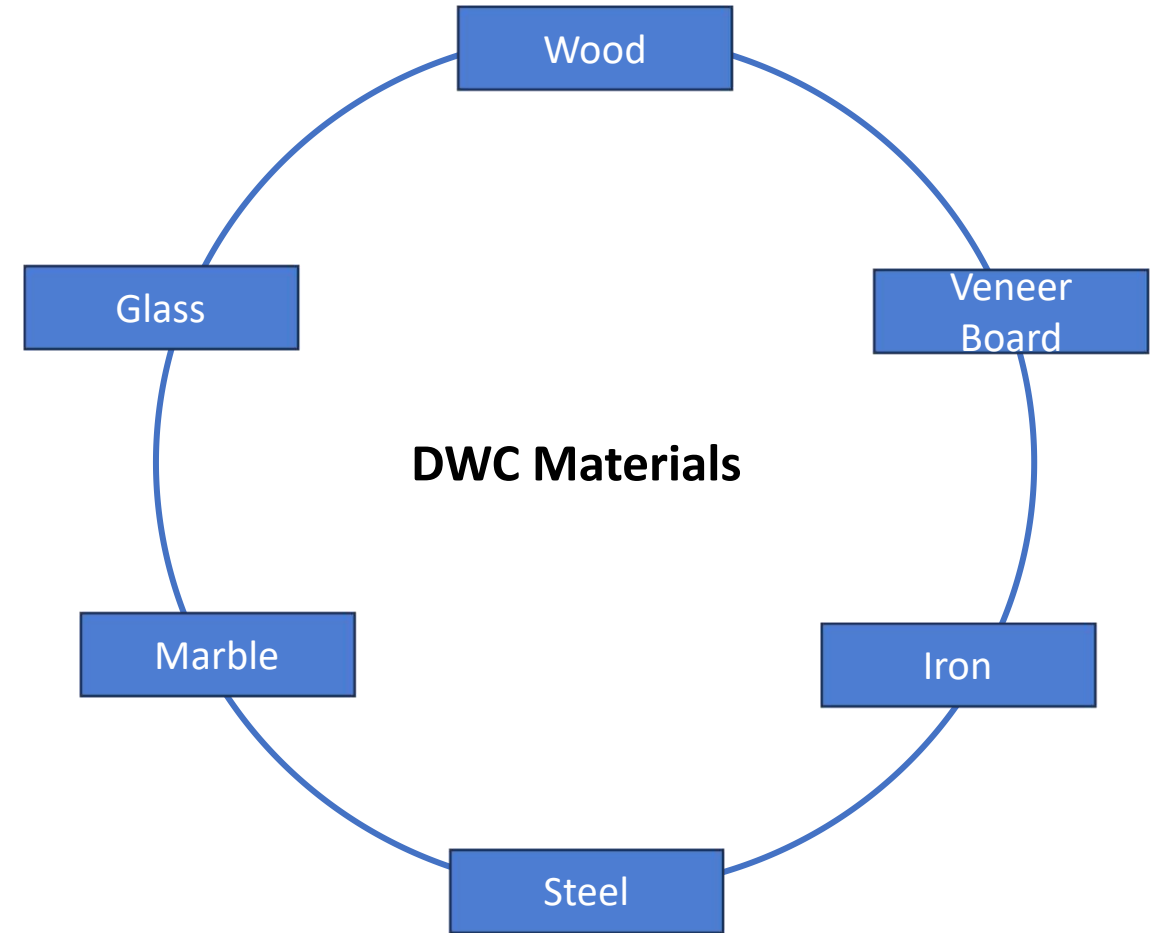 Wood
Glass
Veneer
Board
DWC Materials
Marble
Iron
Steel